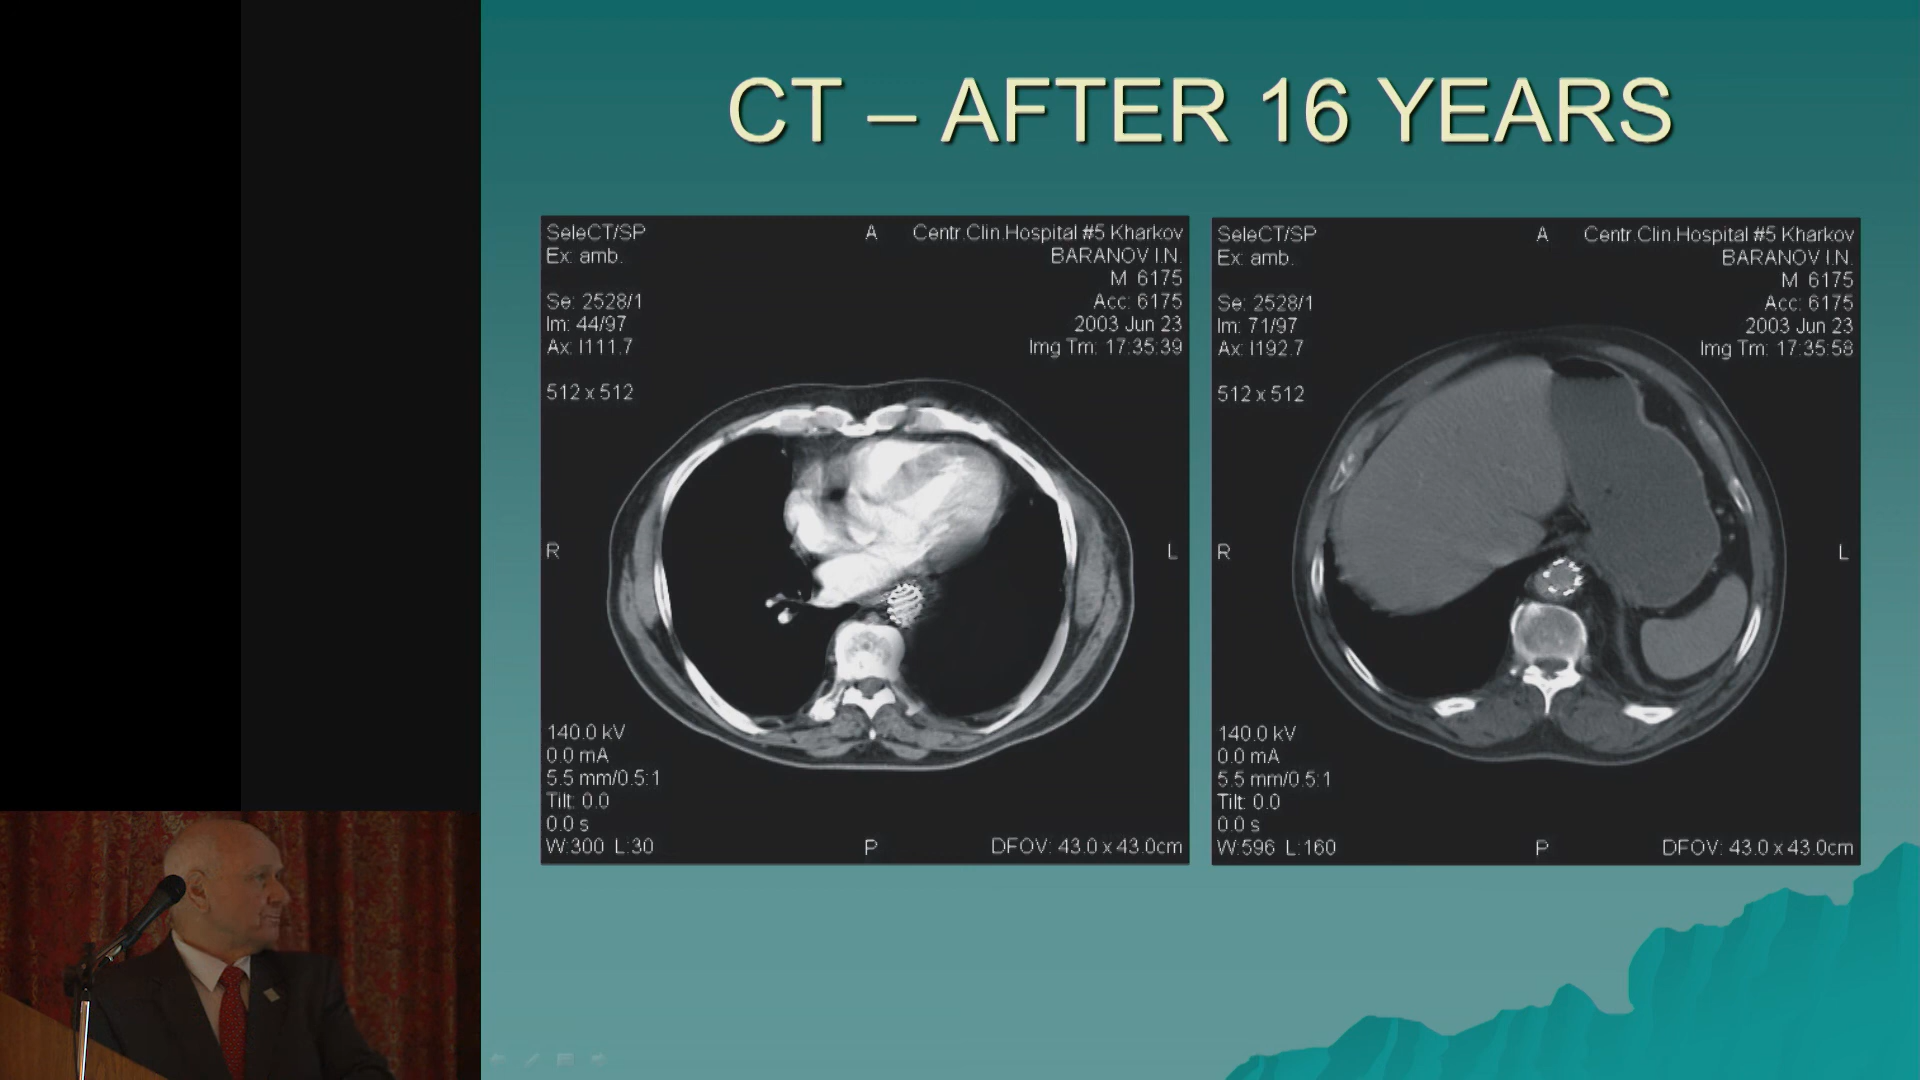 CT – AFTER 16 YEARS
SeleCT/SP
Ex: amb.
Se: 2528/1
Im: 44/97
Ax: I111.7
512 x 512
A
Centr.Clin.Hospital #5 Kharkov
BARANOV I.N.
M 6175
Acc: 6175
2003 Jun 23
Img Tm: 17:35:39
R
L
140.0 kV
0.0 mA
5.5 mm/0.5:1
Tilt: 0.0
0.0 s
W:300 L:30
P
DFOV: 43.0 x 43.0cm
SeleCT/SP
Ex: amb.
Se: 2528/1
Im: 71/97
Ax: I192.7
512 x 512
A
Centr.Clin.Hospital #5 Kharkov
BARANOV I.N.
M 6175
Acc: 6175
2003 Jun 23
Img Tm: 17:35:58
R
L
140.0 kV
0.0 mA
5.5 mm/0.5:1
Tilt: 0.0
0.0 s
W:596 L:160
P
DFOV: 43.0 x 43.0cm